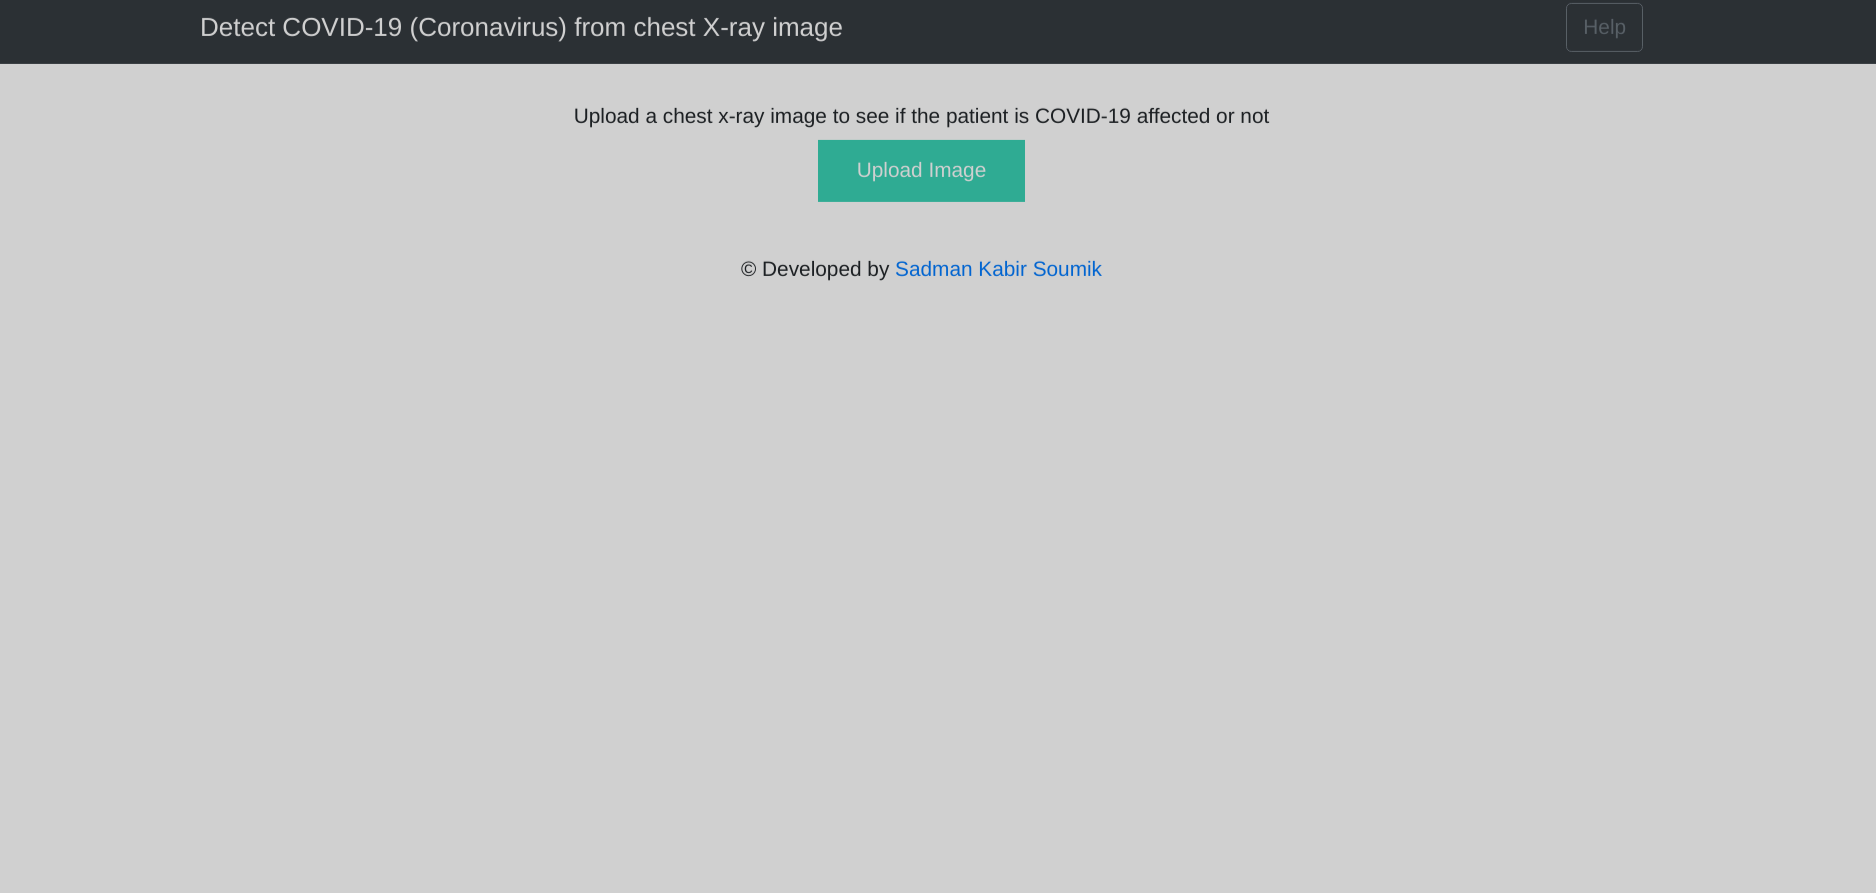 Detect COVID-19 (Coronavirus) from chest X-ray image
Help
Upload a chest x-ray image to see if the patient is COVID-19 affected or not
Upload Image
© Developed by Sadman Kabir Soumik